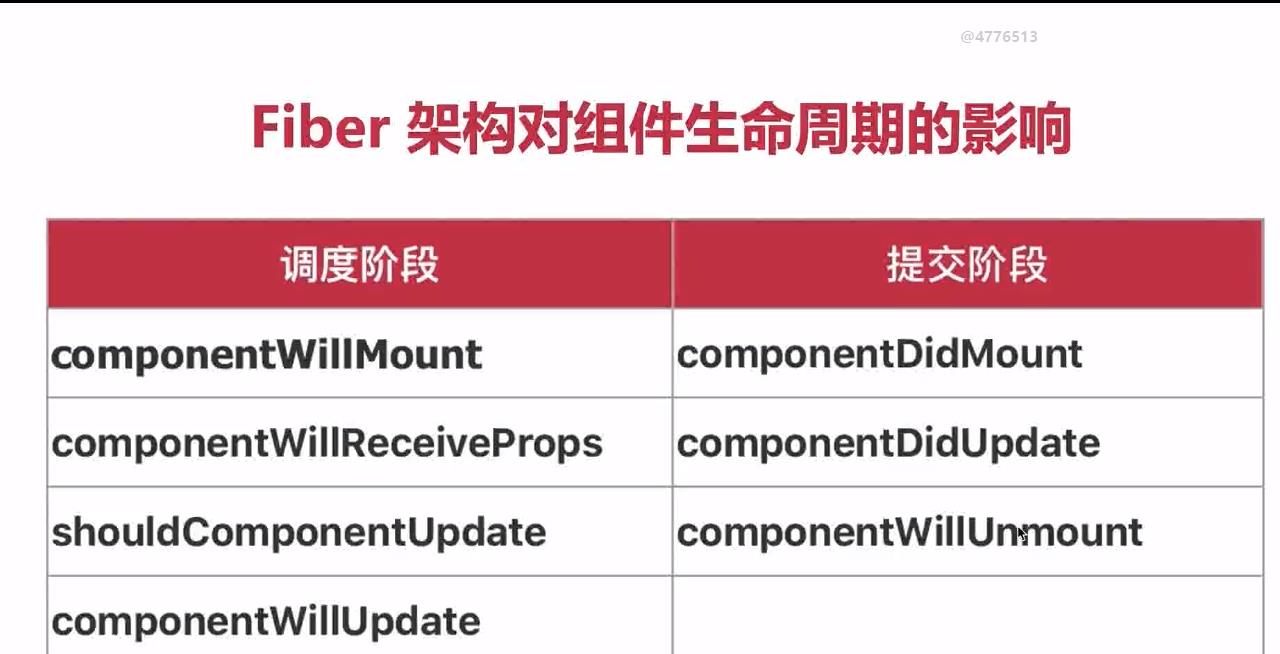 @4776513
Fiber 架构对组件生命周期的影响
调度阶段 提交阶段
componentWillMount componentDidMount
componentWillReceiveProps componentDidUpdate
shouldComponentUpdate componentWillUnmount
componentWillUpdate